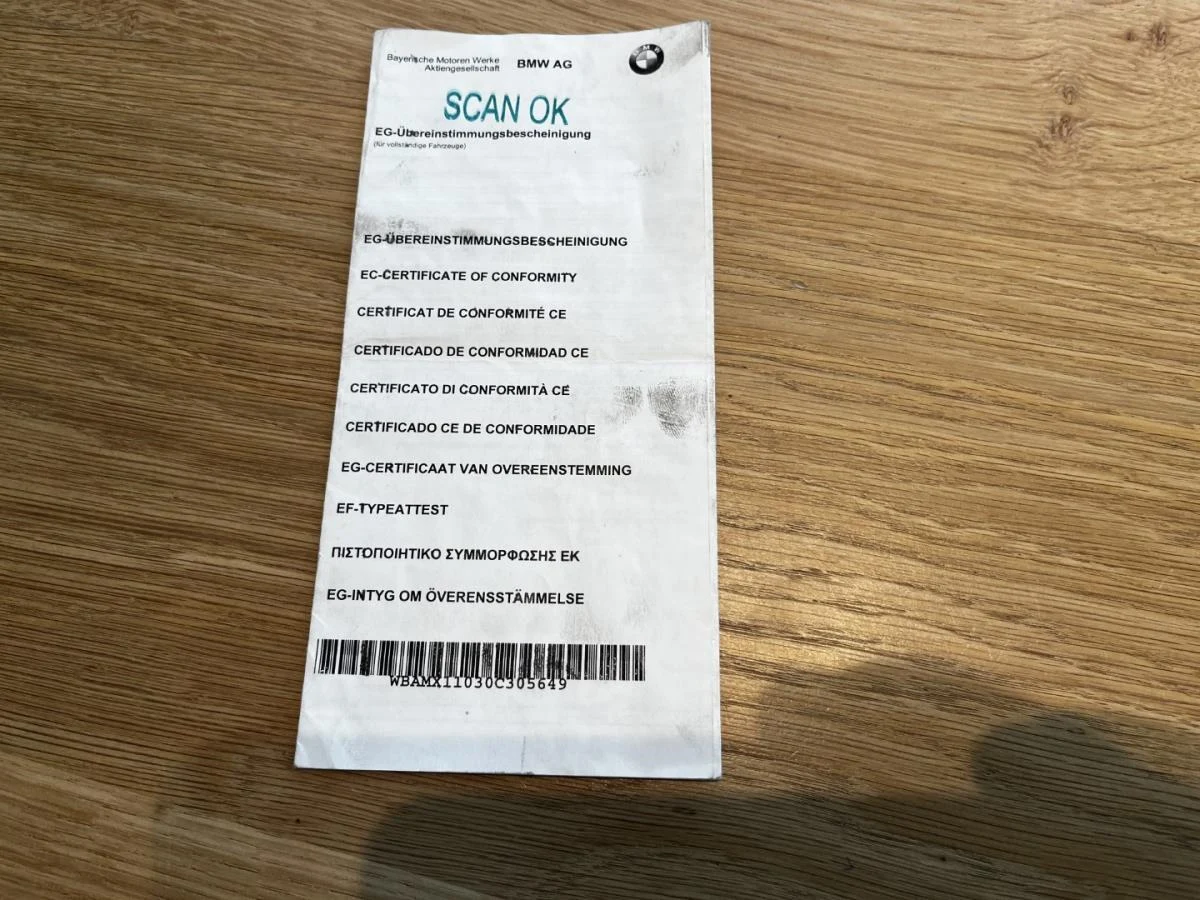 Bayerische Motoren Werke
Aktiengesellschaft
BMW AG
BMW
SCAN OK
EG-Übereinstimmungsbescheinigung
(für vollständige Fahrzeuge)
EG-ÜBEREINSTIMMUNGSBESCHEINIGUNG
EC-CERTIFICATE OF CONFORMITY
CERTIFICAT DE CONFORMITÉ CE
CERTIFICADO DE CONFORMIDAD CE
CERTIFICATO DI CONFORMITÀ CE
CERTIFICADO CE DE CONFORMIDADE
EG-CERTIFICAAT VAN OVEREENSTEMMING
EF-TYPEATTEST
ΠΙΣΤΟΠΟΙΗΤΙΚΟ ΣΥΜΜΟΡΦΩΣΗΣ ΕΚ
EG-INTYG OM ÖVERENSSTÄMMELSE
WBAMX11030C305649